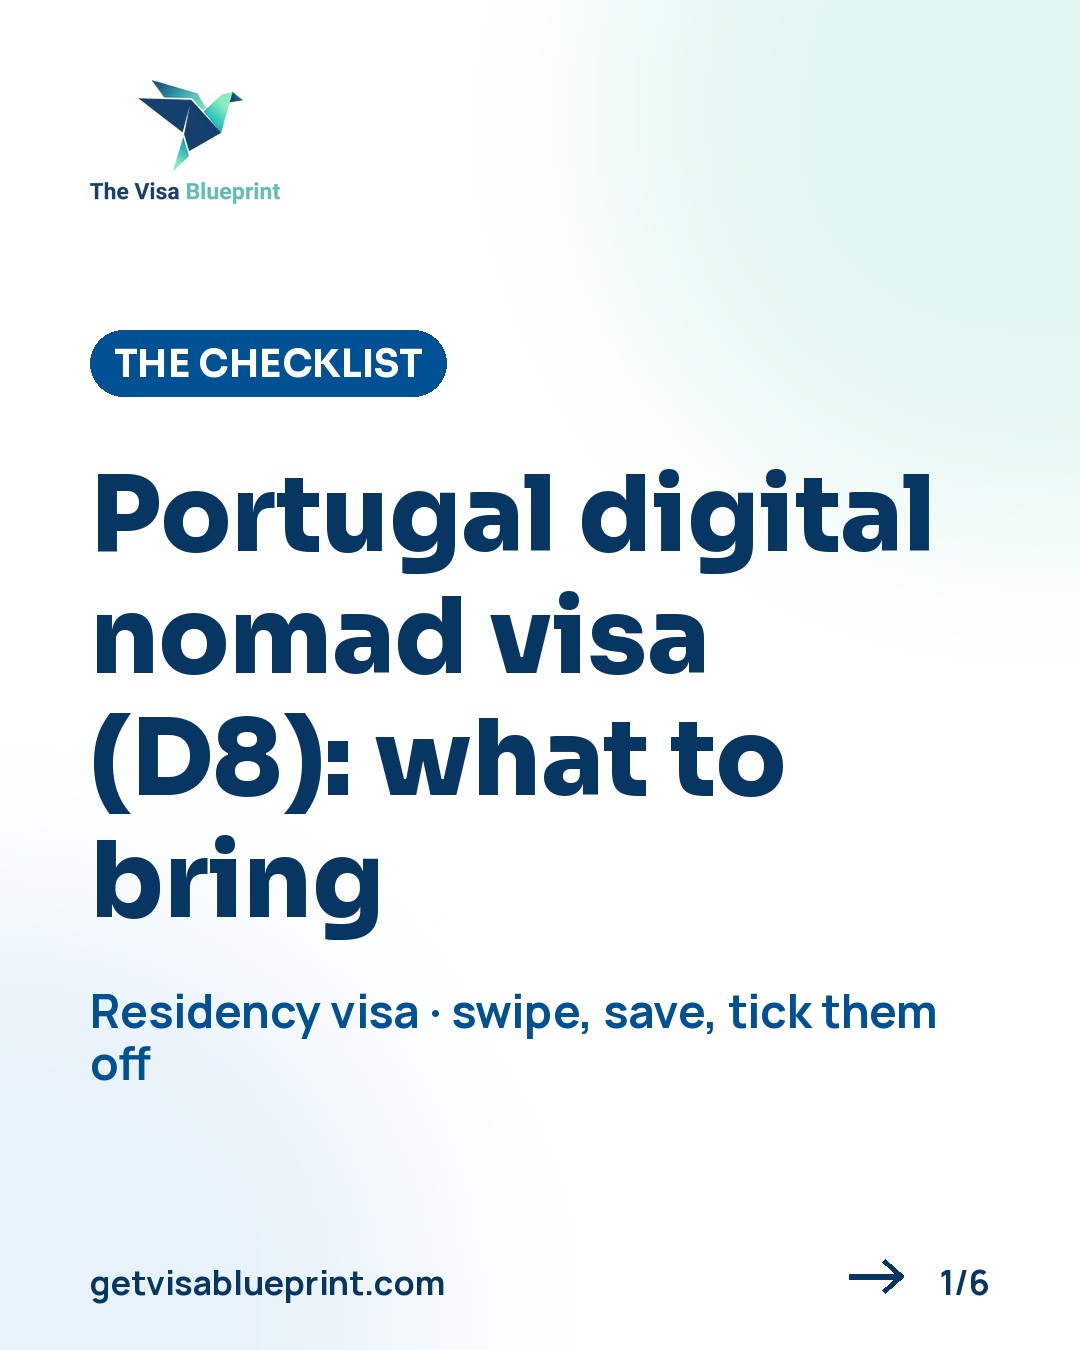 The Visa Blueprint
THE CHECKLIST
Portugal digital
nomad visa
(D8): what to
bring
Residency visa · swipe, save, tick them
off
getvisablueprint.com
→ 1/6